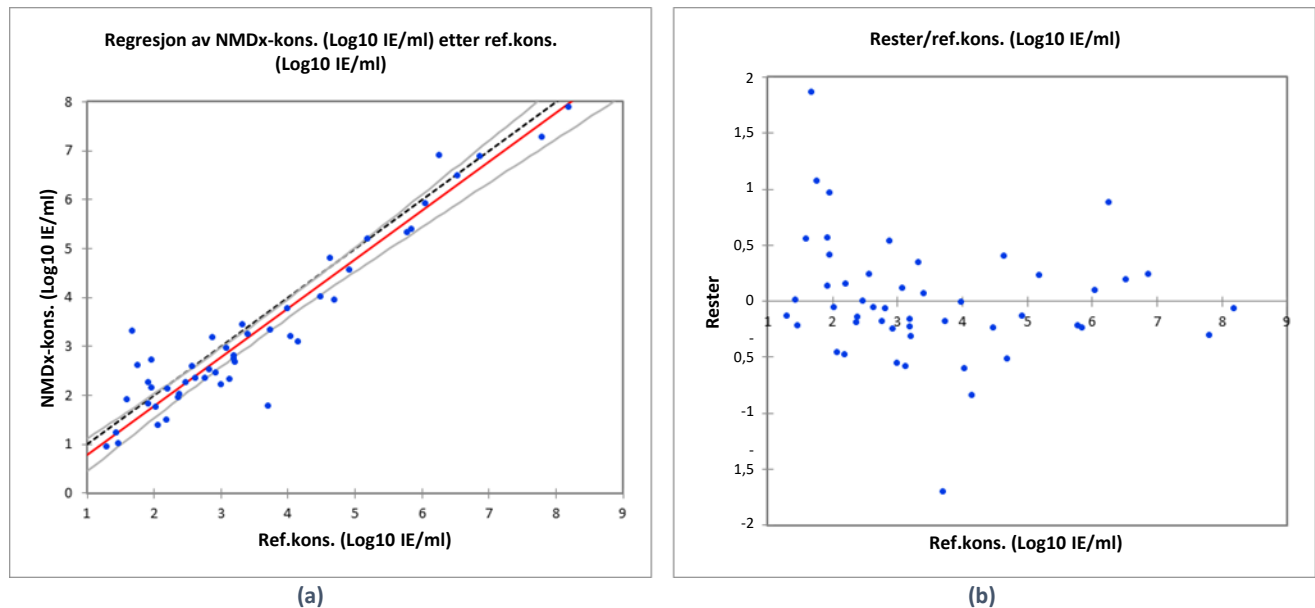 Regresjon av NMDx-kons. (Log10 IE/ml) etter ref.kons.
(Log10 IE/ml)
NMDx-kons. (Log10 IE/ml)
8
7
6
5
4
3
2
1
0
1 2 3 4 5 6 7 8 9
Ref.kons. (Log10 IE/ml)
(a)
Rester/ref.kons. (Log10 IE/ml)
Rester
2
1,5
1
0,5
0
1 2 3 4 5 6 7 8 9
-
0,5
-1
-
1,5
-2
Ref.kons. (Log10 IE/ml)
(b)